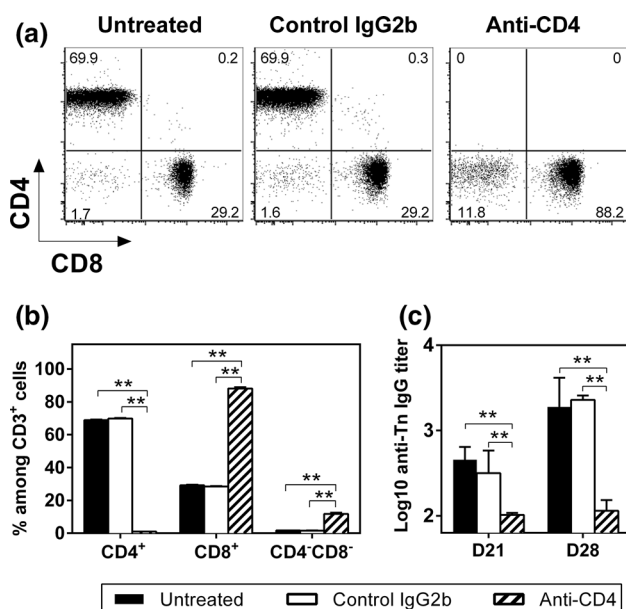 (a) Untreated Control IgG2b Anti-CD4
69.9 0.2 69.9 0.3 0 0
1.7 29.2 1.6 29.2 11.8 88.2
CD4
CD8
(b) (c)
% among CD3⁺ cells
100
80
60
40
20
0
** ** ** ** ** **
CD4⁺ CD8⁺ CD4⁻CD8⁻
Log10 anti-Tn IgG titer
4
3
2
** ** ** **
D21 D28
Untreated Control IgG2b Anti-CD4